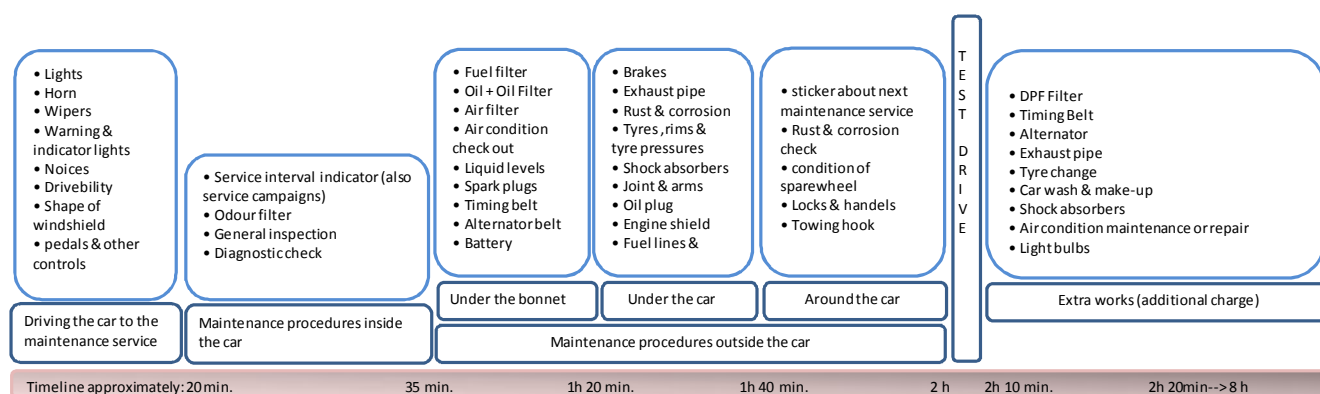 • Lights
• Horn
• Wipers
• Warning &
indicator lights
• Noices
• Drivebility
• Shape of
windshield
• pedals & other
controls
Driving the car to the
maintenance service
• Service interval indicator (also
service campaigns)
• Odour filter
• General inspection
• Diagnostic check
Maintenance procedures inside
the car
• Fuel filter
• Oil + Oil Filter
• Air filter
• Air condition
check out
• Liquid levels
• Spark plugs
• Timing belt
• Alternator belt
• Battery
Under the bonnet
• Brakes
• Exhaust pipe
• Rust & corrosion
• Tyres ,rims &
tyre pressures
• Shock absorbers
• Joint & arms
• Oil plug
• Engine shield
• Fuel lines &
Under the car
• sticker about next
maintenance service
• Rust & corrosion
check
• condition of
sparewheel
• Locks & handels
• Towing hook
Around the car
Maintenance procedures outside the car
T
E
S
T
D
R
I
V
E
• DPF Filter
• Timing Belt
• Alternator
• Exhaust pipe
• Tyre change
• Car wash & make-up
• Shock absorbers
• Air condition maintenance or repair
• Light bulbs
Extra works (additional charge)
Timeline approximately: 20 min. 35 min. 1h 20 min. 1h 40 min. 2 h 2h 10 min. 2h 20min-->8 h